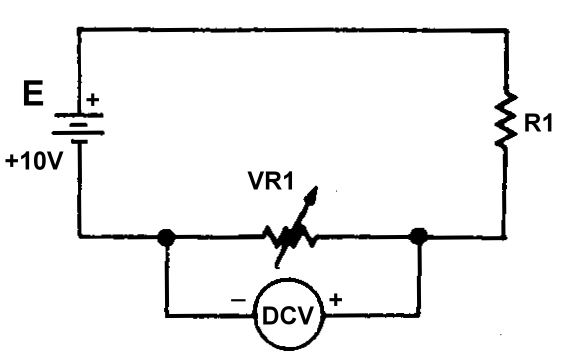 E +
+10V
R1
VR1
– DCV +